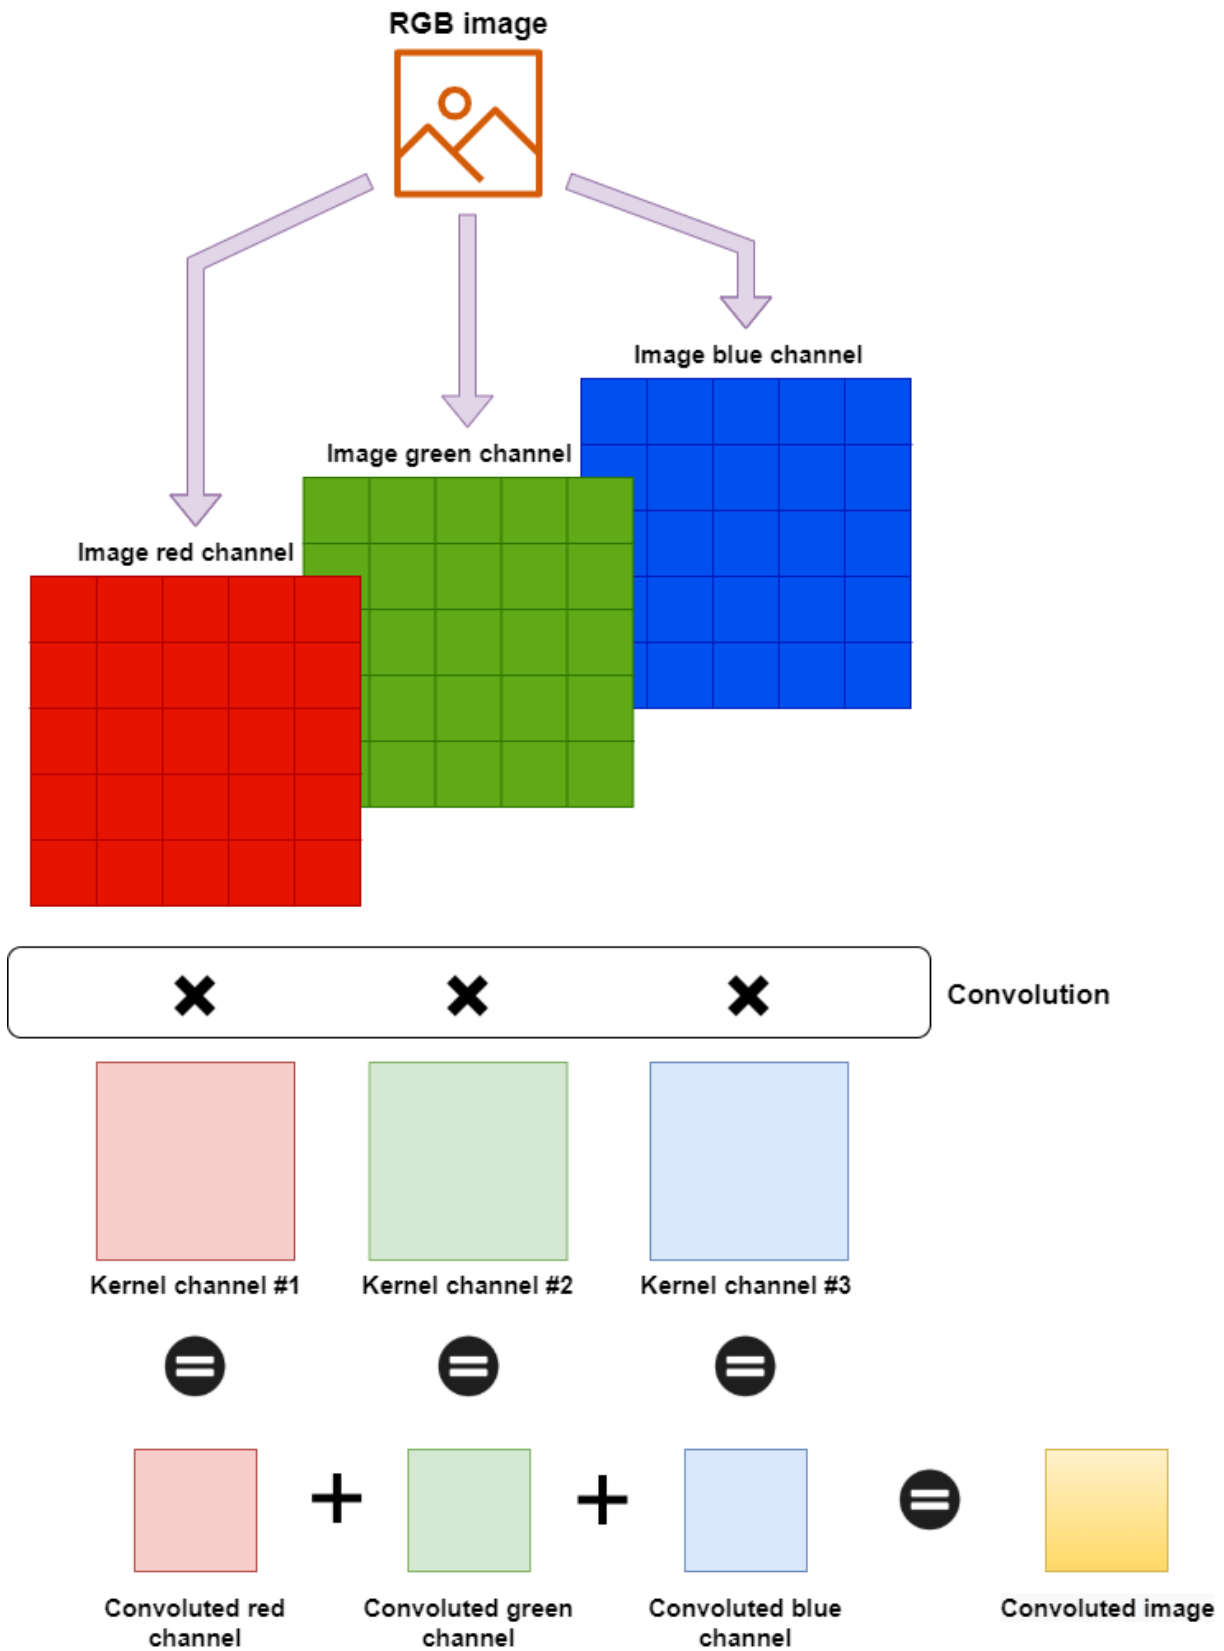 RGB image
Image blue channel
Image green channel
Image red channel
Convolution
Kernel channel #1
Kernel channel #2
Kernel channel #3
Convoluted red
channel
Convoluted green
channel
Convoluted blue
channel
Convoluted image